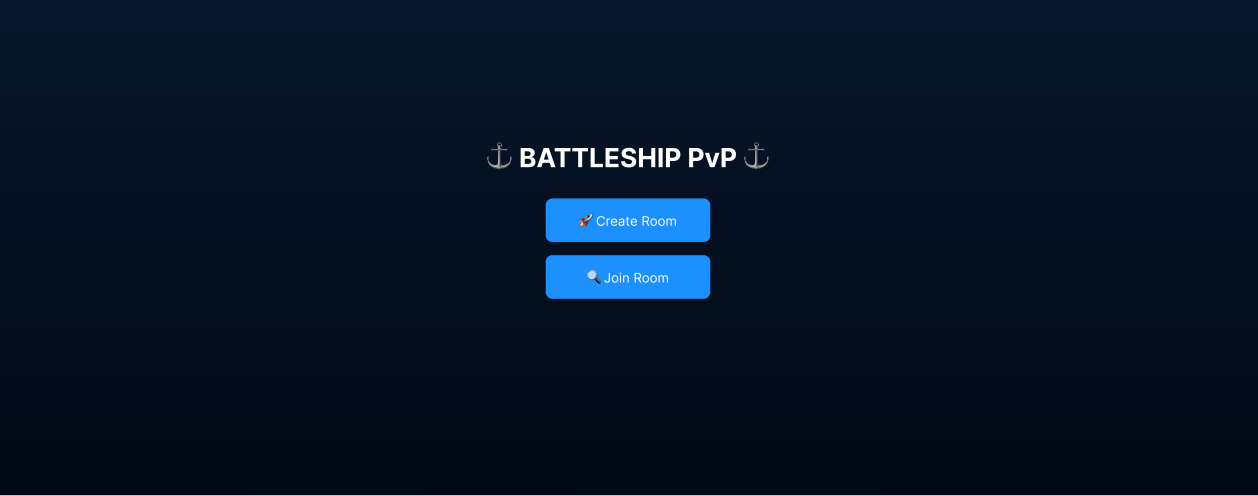 ⚓ BATTLESHIP PvP ⚓
🚀 Create Room
🔍 Join Room